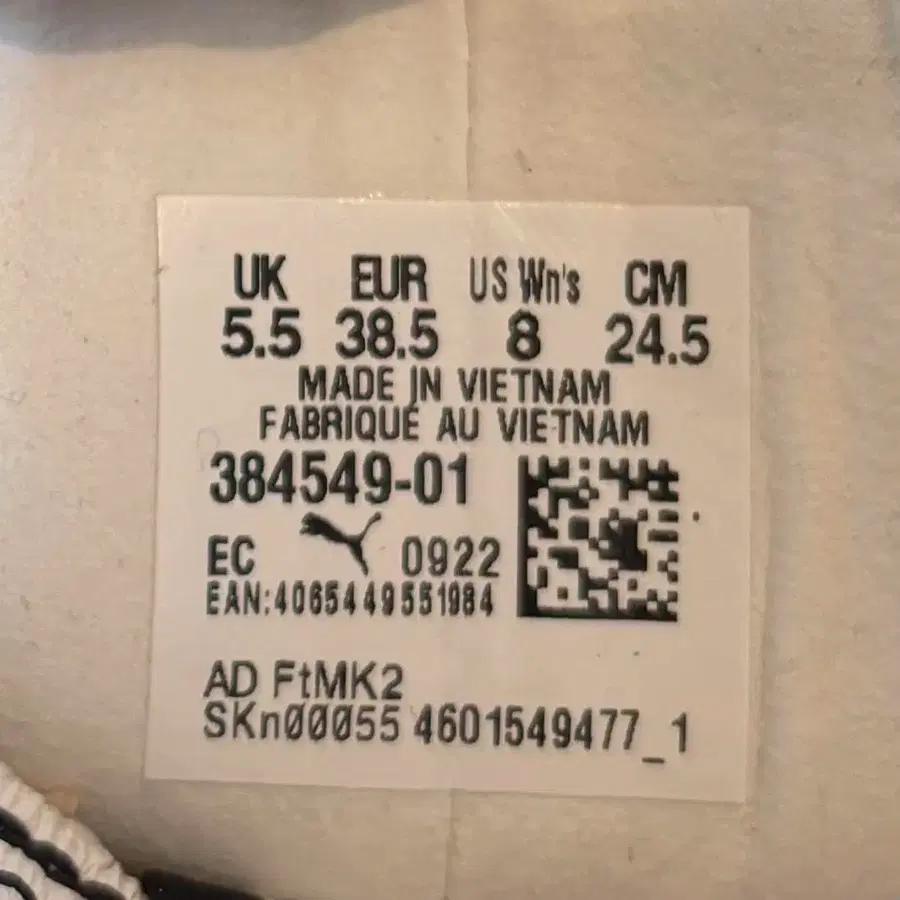 UK EUR US Wn's CM
5.5 38.5 8 24.5
MADE IN VIETNAM
FABRIQUÉ AU VIETNAM
384549-01
EC 0922
EAN:4065449551984
AD FtMK2
SKn00055 4601549477_1